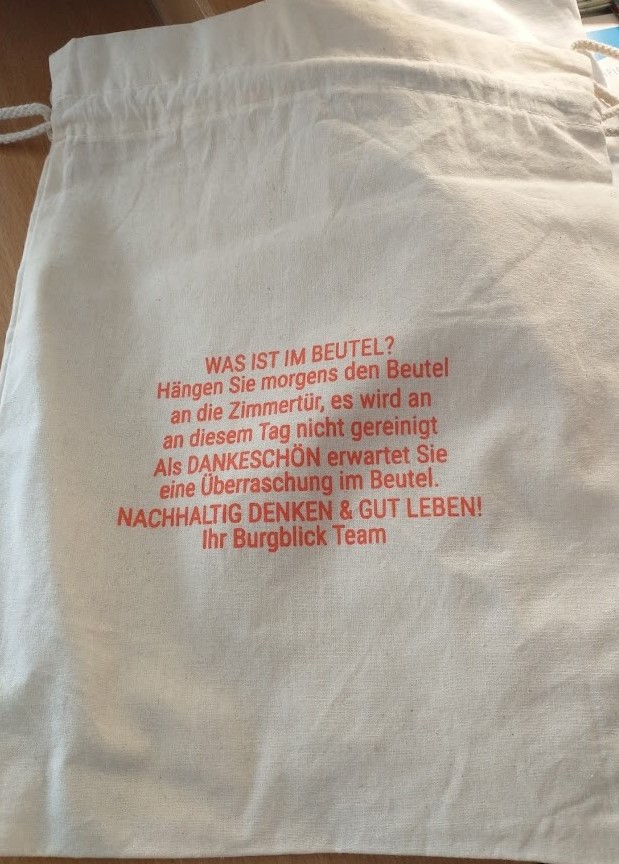 WAS IST IM BEUTEL?
Hängen Sie morgens den Beutel
an die Zimmertür, es wird an
an diesem Tag nicht gereinigt
Als DANKESCHÖN erwartet Sie
eine Überraschung im Beutel.
NACHHALTIG DENKEN & GUT LEBEN!
Ihr Burgblick Team